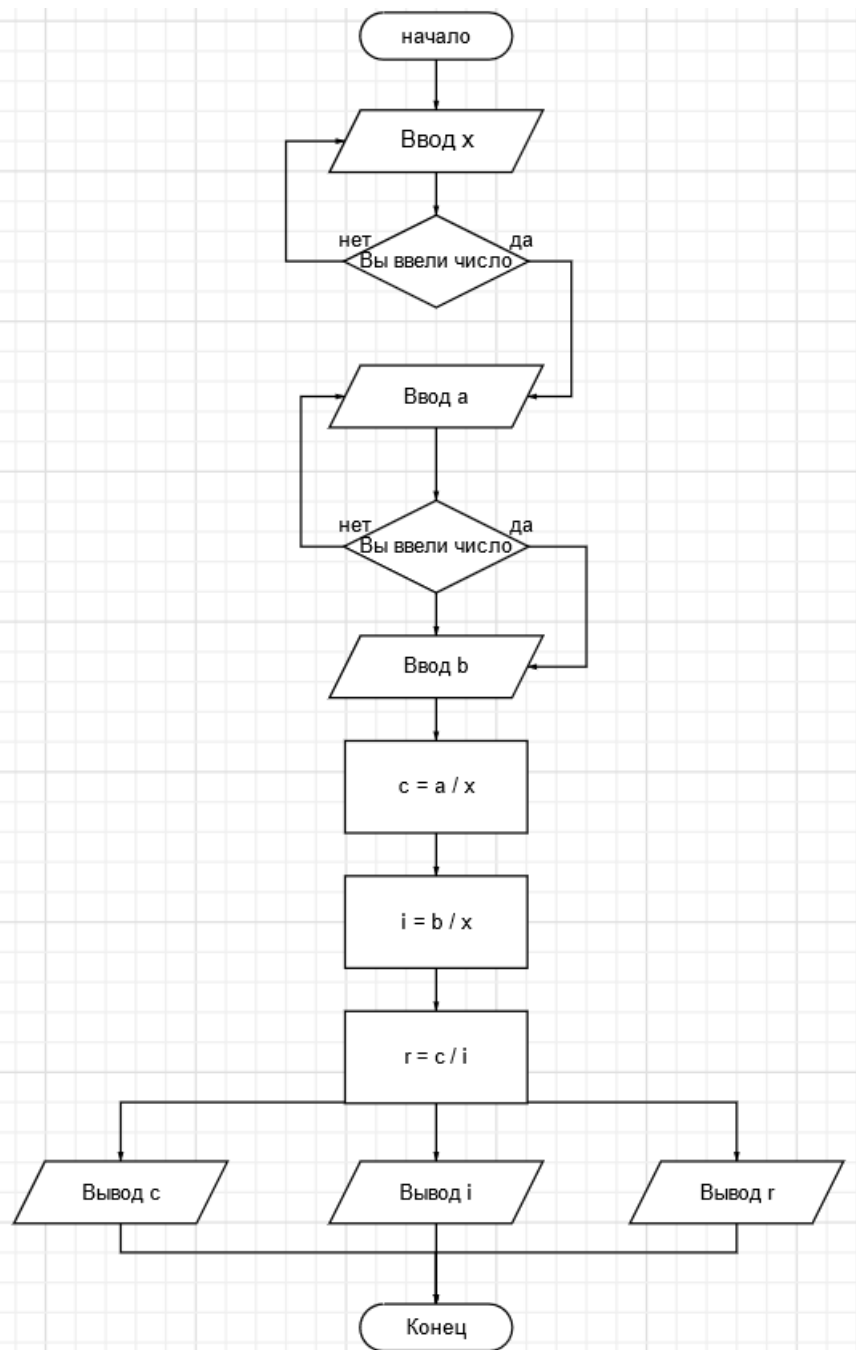 начало
Ввод x
нет
да
Вы ввели число
Ввод a
нет
да
Вы ввели число
Ввод b
c = a / x
i = b / x
r = c / i
Вывод c
Вывод i
Вывод r
Конец